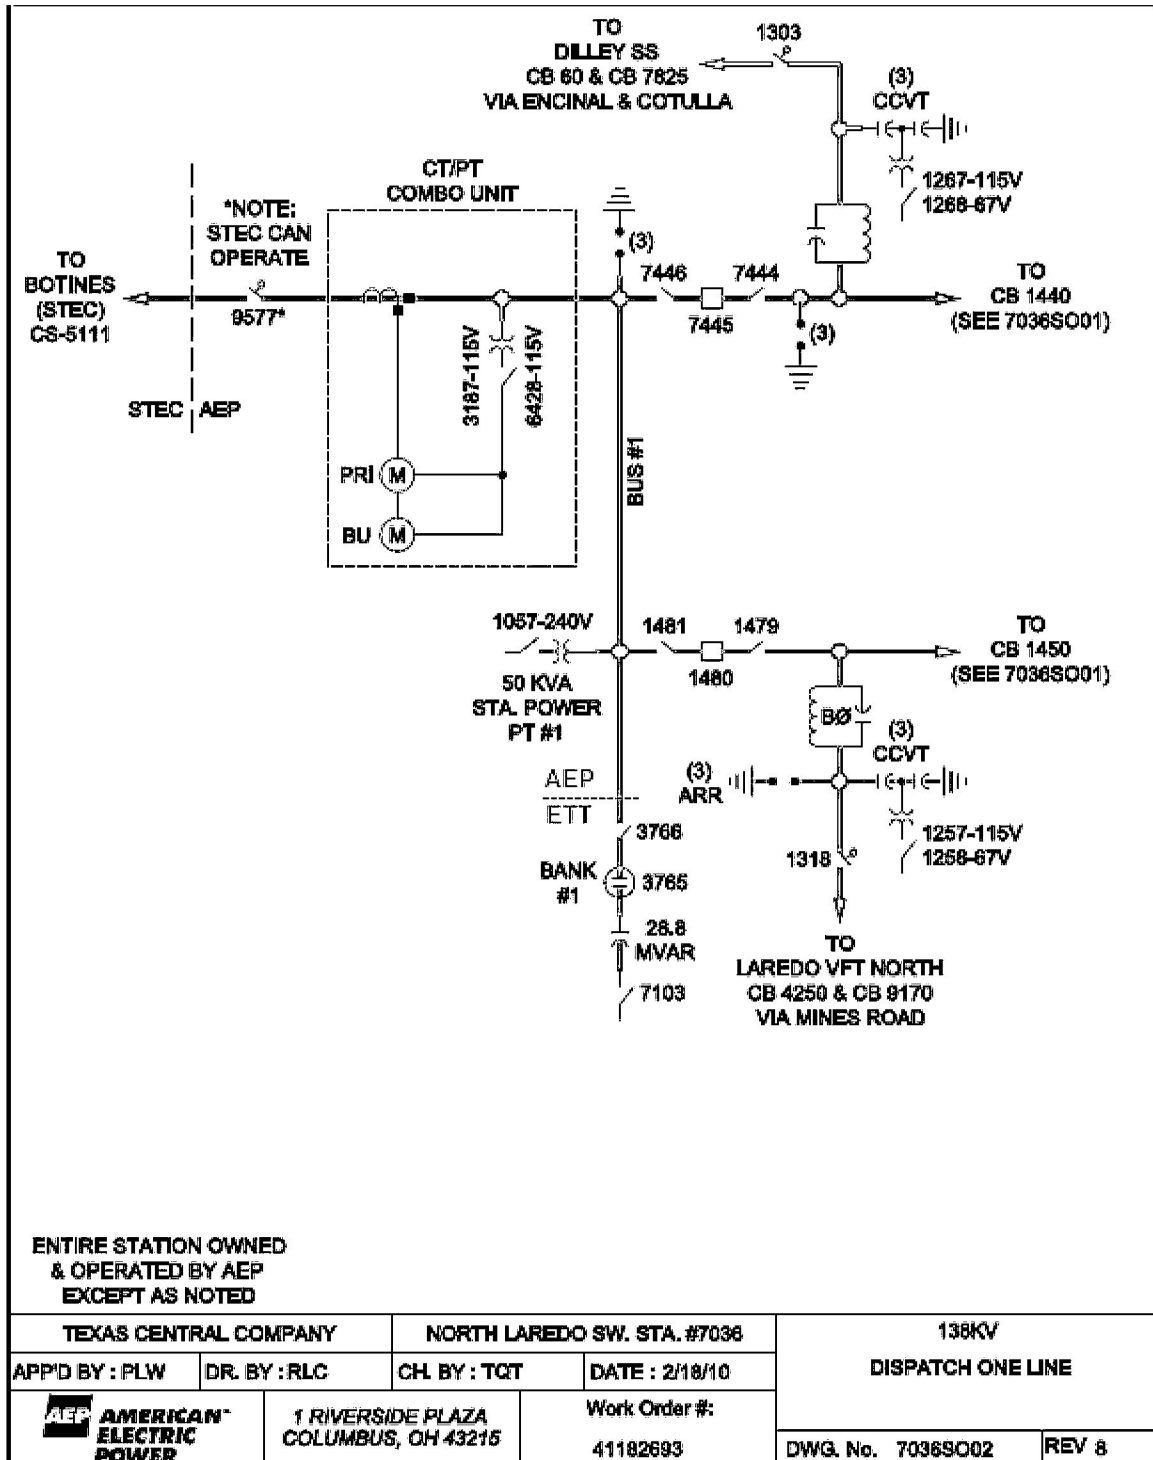 TO
DILLEY SS
CB 60 & CB 7825
VIA ENCINAL & COTULLA
1303
(3)
CCVT
1267-115V
1268-67V
CT/PT
COMBO UNIT
*NOTE:
STEC CAN
OPERATE
TO
BOTINES
(STEC)
CS-5111
9577*
STEC
AEP
3187-115V
6428-115V
PRI
M
BU
M
(3)
7446
7444
7445
(3)
TO
CB 1440
(SEE 7036SO01)
BUS #1
1057-240V
50 KVA
STA. POWER
PT #1
1481
1479
1480
TO
CB 1450
(SEE 7036SO01)
BØ
(3)
CCVT
(3)
ARR
1257-115V
1258-67V
1318
TO
LAREDO VFT NORTH
CB 4250 & CB 9170
VIA MINES ROAD
AEP
ETT
3766
BANK
#1
3765
28.8
MVAR
7103
ENTIRE STATION OWNED
& OPERATED BY AEP
EXCEPT AS NOTED
TEXAS CENTRAL COMPANY
NORTH LAREDO SW. STA. #7036
138KV
DISPATCH ONE LINE
APP'D BY : PLW
DR. BY : RLC
CH. BY : TQT
DATE : 2/18/10
AEP
AMERICAN
ELECTRIC
POWER
1 RIVERSIDE PLAZA
COLUMBUS, OH 43215
Work Order #:
41182693
DWG. No. 7036SO02
REV 8